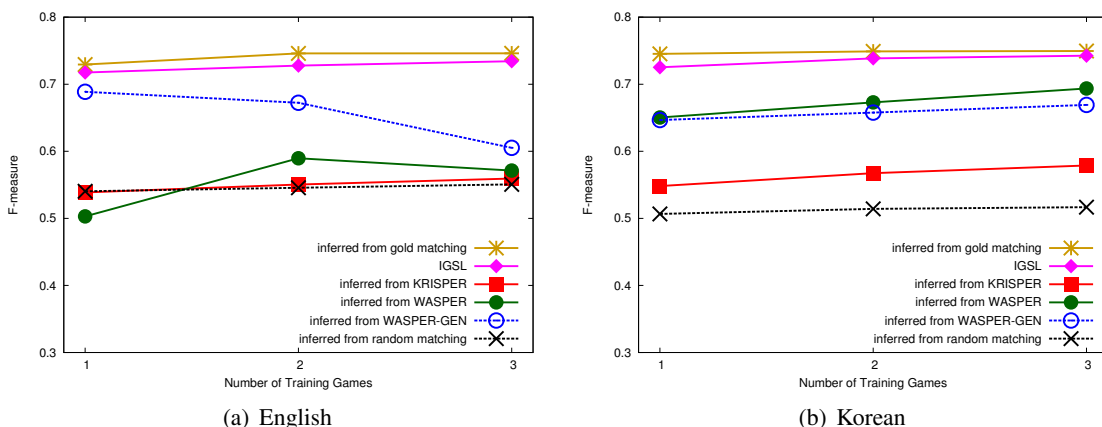 0.8
0.7
0.6
0.5
0.4
0.3
F-measure
1
2
3
Number of Training Games
inferred from gold matching
IGSL
inferred from KRISPER
inferred from WASPER
inferred from WASPER-GEN
inferred from random matching
(a) English
0.8
0.7
0.6
0.5
0.4
0.3
F-measure
1
2
3
Number of Training Games
inferred from gold matching
IGSL
inferred from KRISPER
inferred from WASPER
inferred from WASPER-GEN
inferred from random matching
(b) Korean